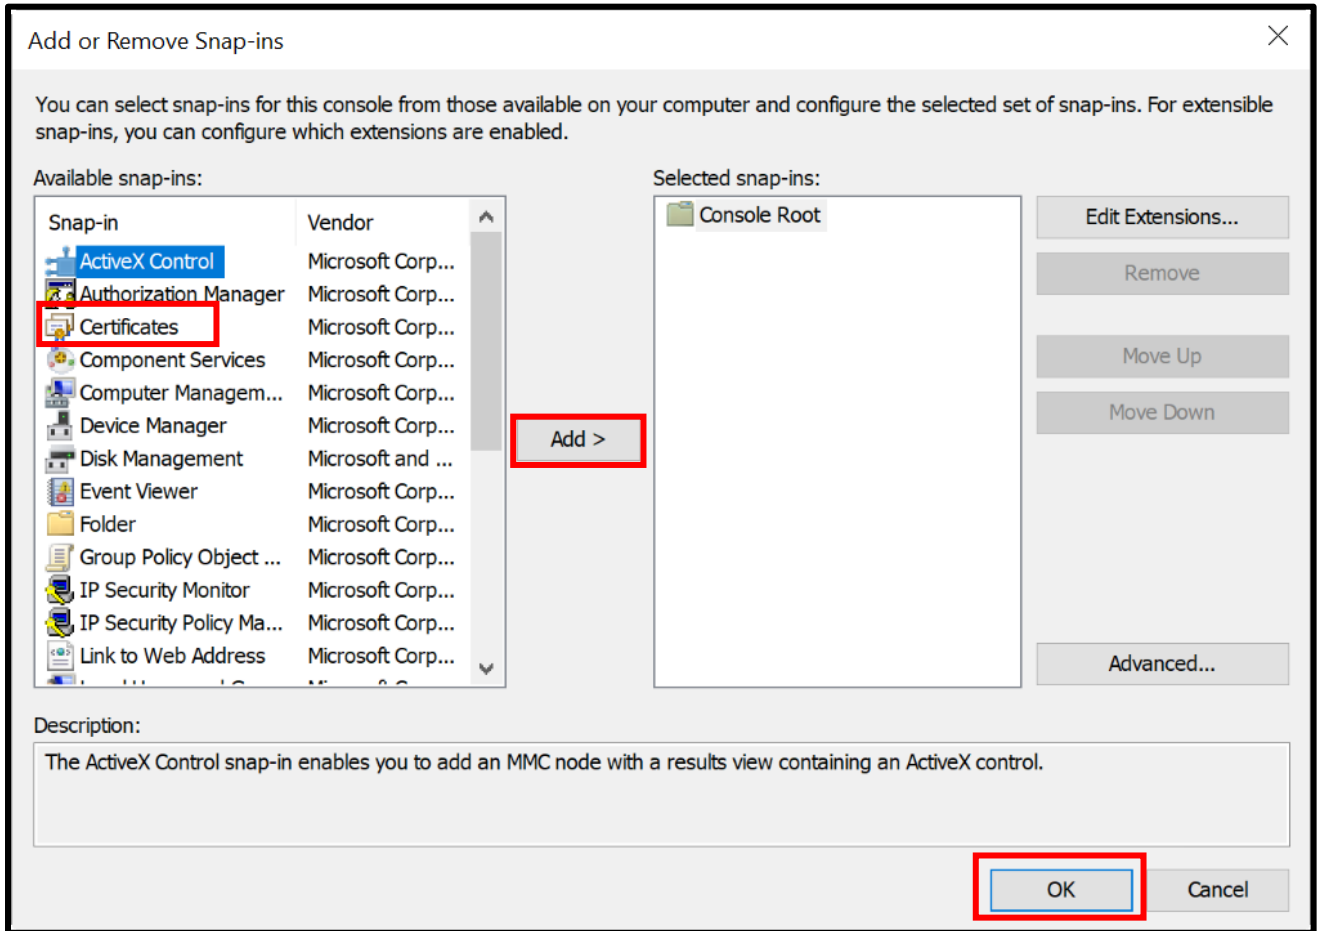 Add or Remove Snap-ins
You can select snap-ins for this console from those available on your computer and configure the selected set of snap-ins. For extensible
snap-ins, you can configure which extensions are enabled.
Available snap-ins:
Snap-in Vendor
ActiveX Control Microsoft Corp...
Authorization Manager Microsoft Corp...
Certificates Microsoft Corp...
Component Services Microsoft Corp...
Computer Managem... Microsoft Corp...
Device Manager Microsoft Corp...
Disk Management Microsoft and ...
Event Viewer Microsoft Corp...
Folder Microsoft Corp...
Group Policy Object ... Microsoft Corp...
IP Security Monitor Microsoft Corp...
IP Security Policy Ma... Microsoft Corp...
Link to Web Address Microsoft Corp...
Add >
Selected snap-ins:
Console Root
Edit Extensions...
Remove
Move Up
Move Down
Advanced...
Description:
The ActiveX Control snap-in enables you to add an MMC node with a results view containing an ActiveX control.
OK
Cancel